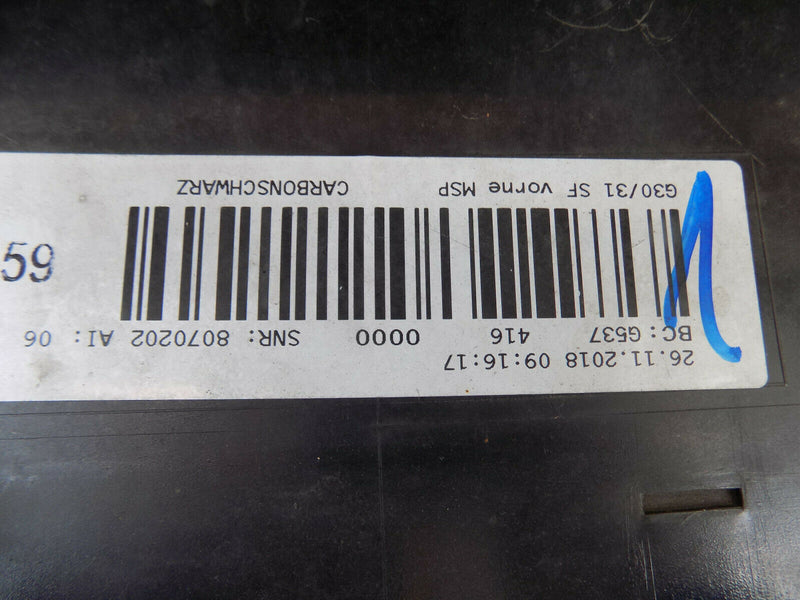 26.11.2018 09:16:17
BC: G537 416 0000 SNR: 8070202 AI: 06
G30/31 SF vorne MSP CARBONSCHWARZ
59